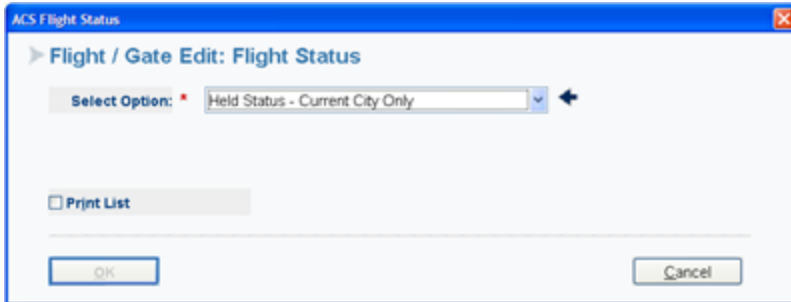 ACS Flight Status
Flight / Gate Edit: Flight Status
Select Option: * Held Status - Current City Only
Print List
OK
Cancel